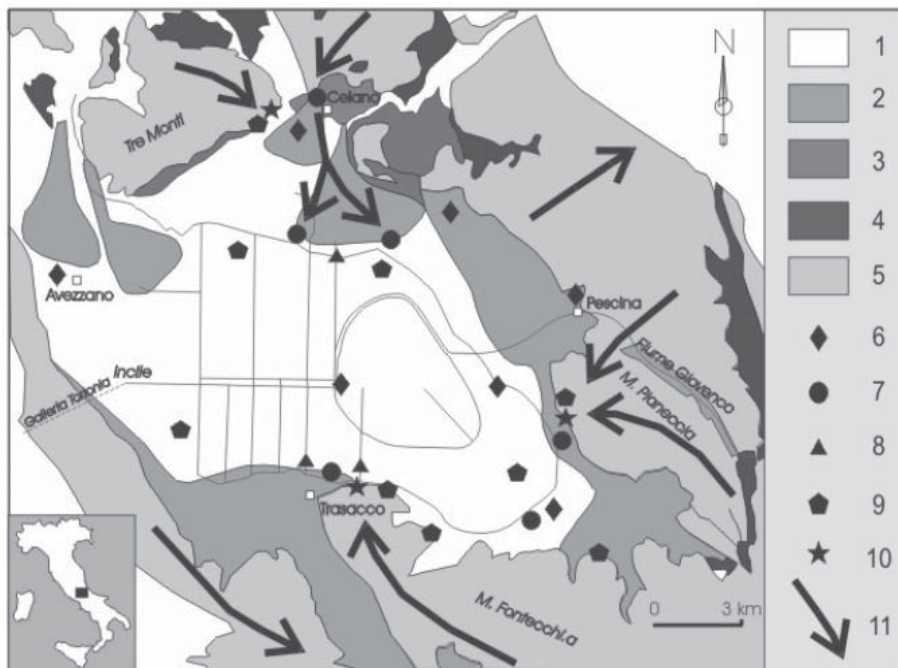 N
Celano
Tre Monti
Avezzano
Pescina
Fiume Giovenco
M. Pianeccia
Galleria Torlonia
Incile
Trasacco
M. Fontecchi.a
0 3 km
1
2
3
4
5
6
7
8
9
10
11